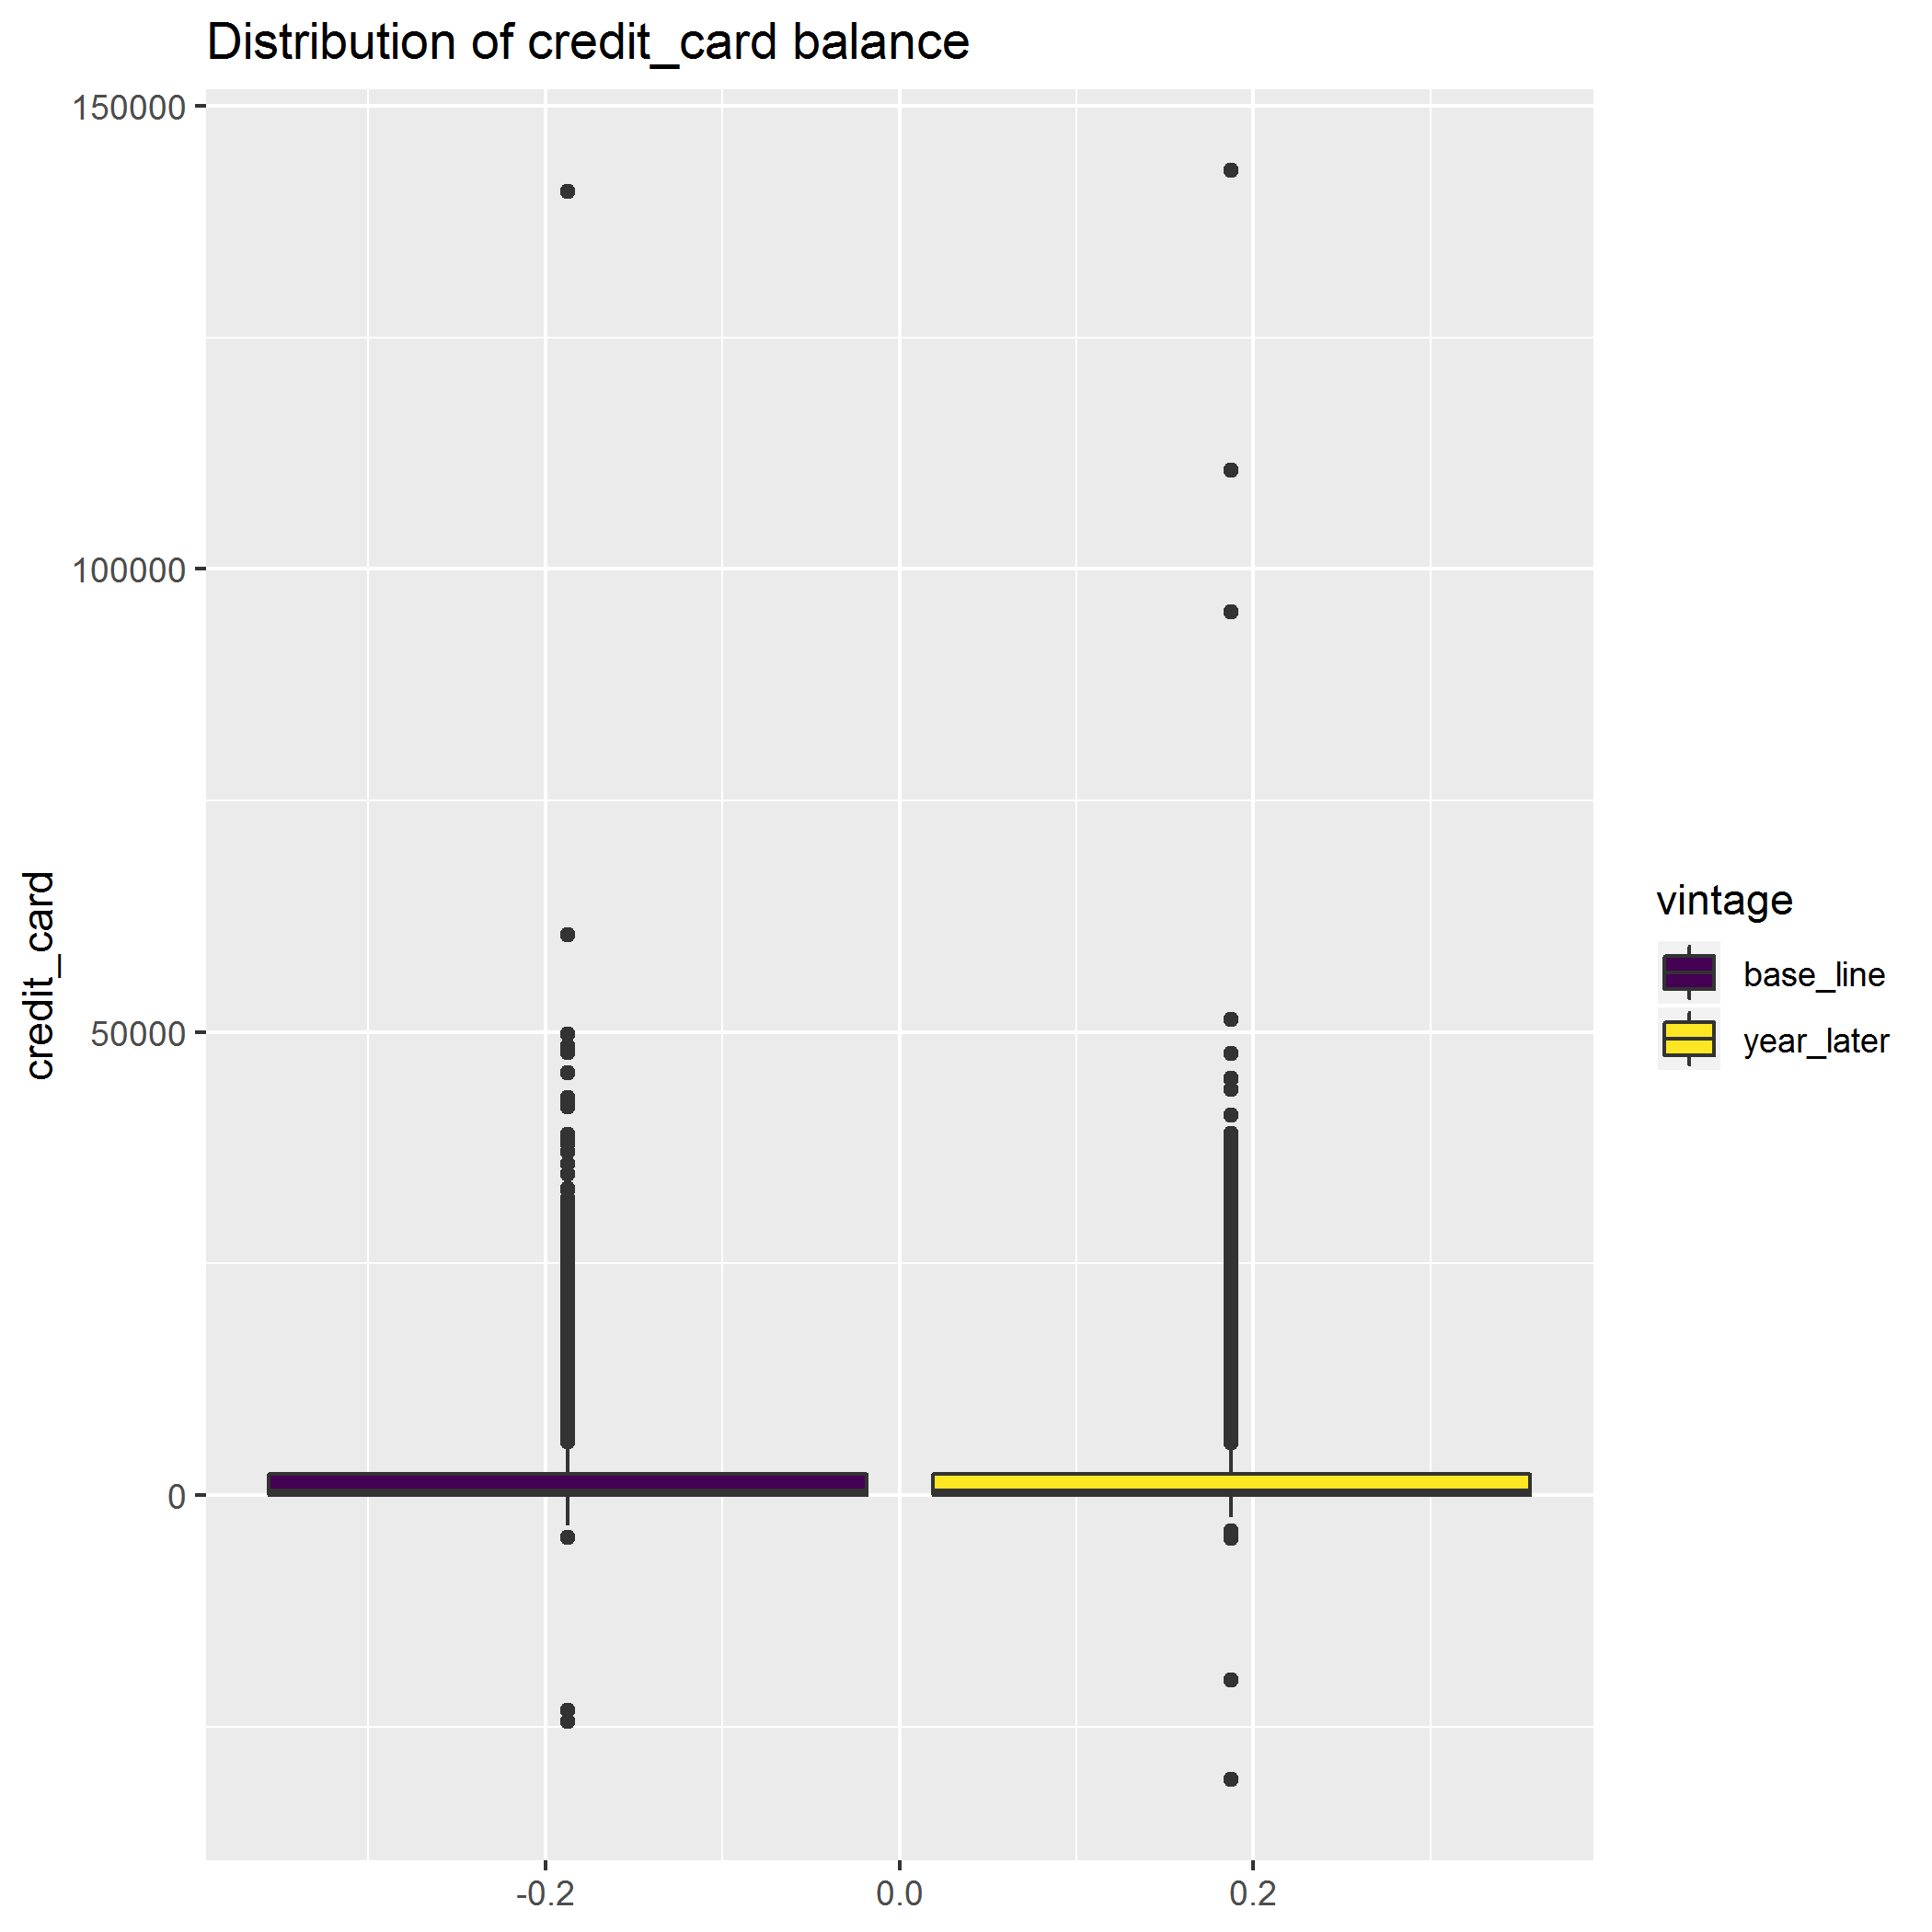 Distribution of credit_card balance
150000
100000
50000
0
credit_card
-0.2
0.0
0.2
vintage
base_line
year_later